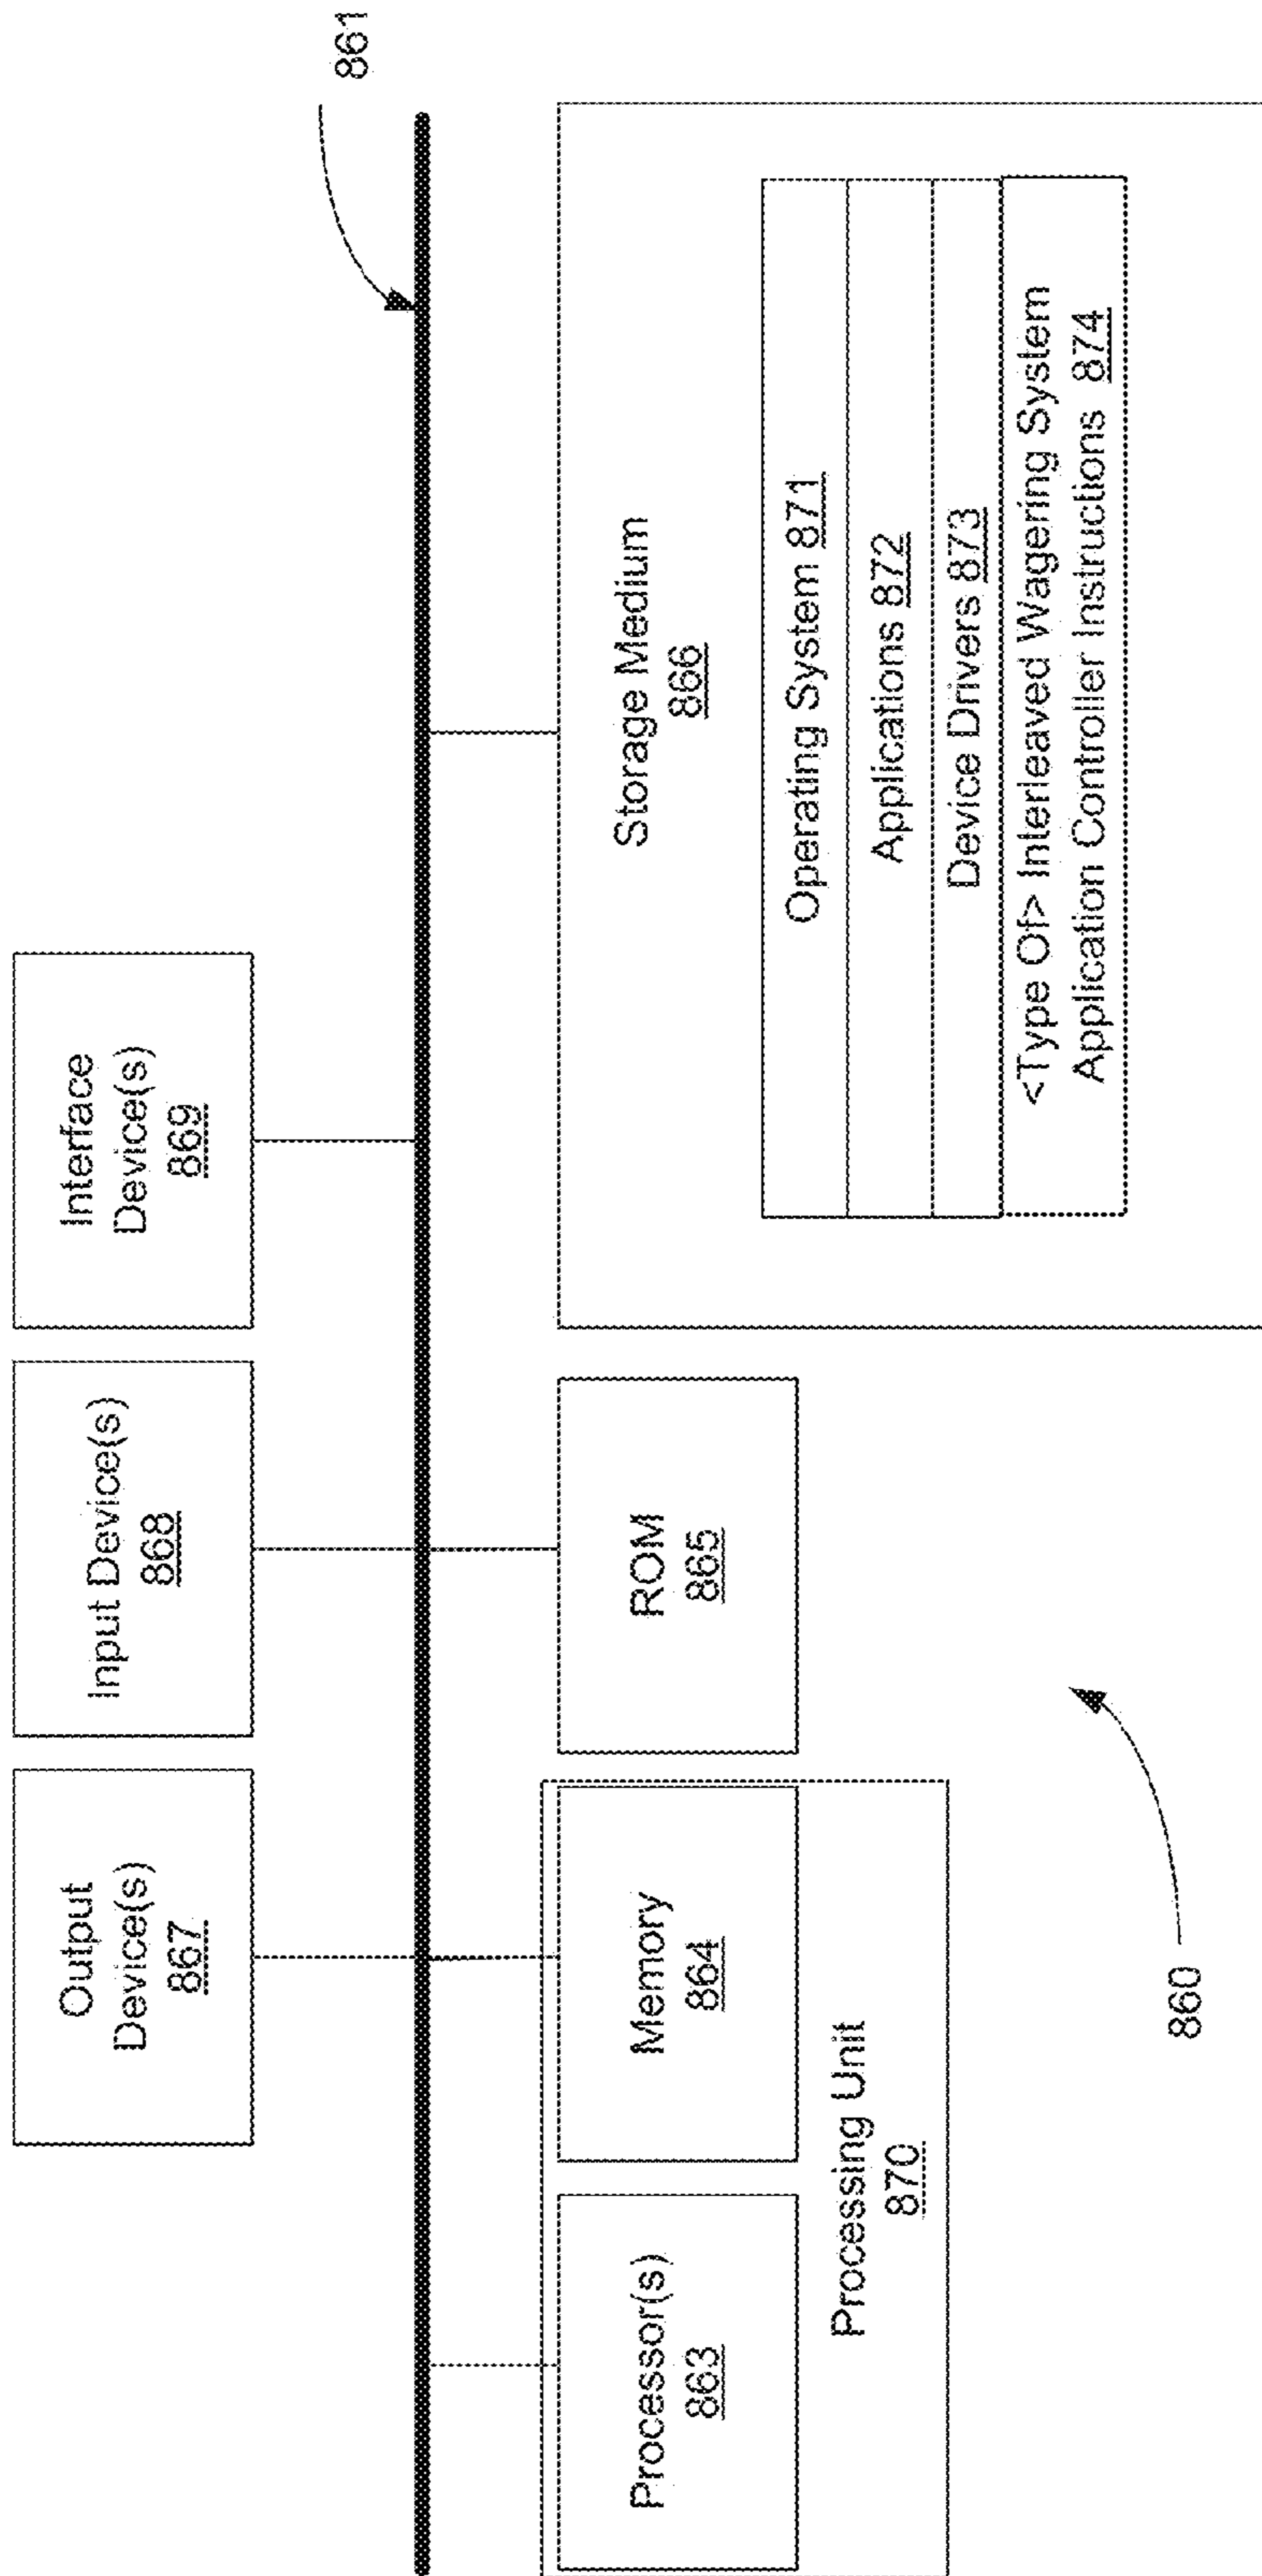 861
Output
Device(s)
867
Input Device(s)
868
Interface
Device(s)
869
Processor(s)
863
Memory
864
Processing Unit
870
ROM
865
Storage Medium
866
Operating System 871
Applications 872
Device Drivers 873
<Type Of> Interleaved Wagering System
Application Controller Instructions 874
860